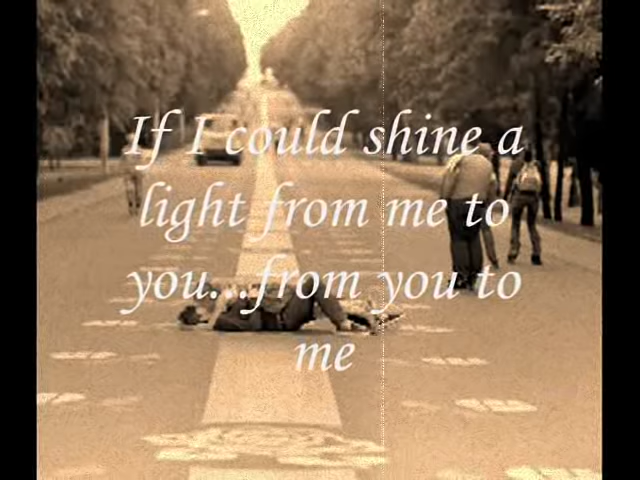 If I could shine a
light from me to
you...from you to
me